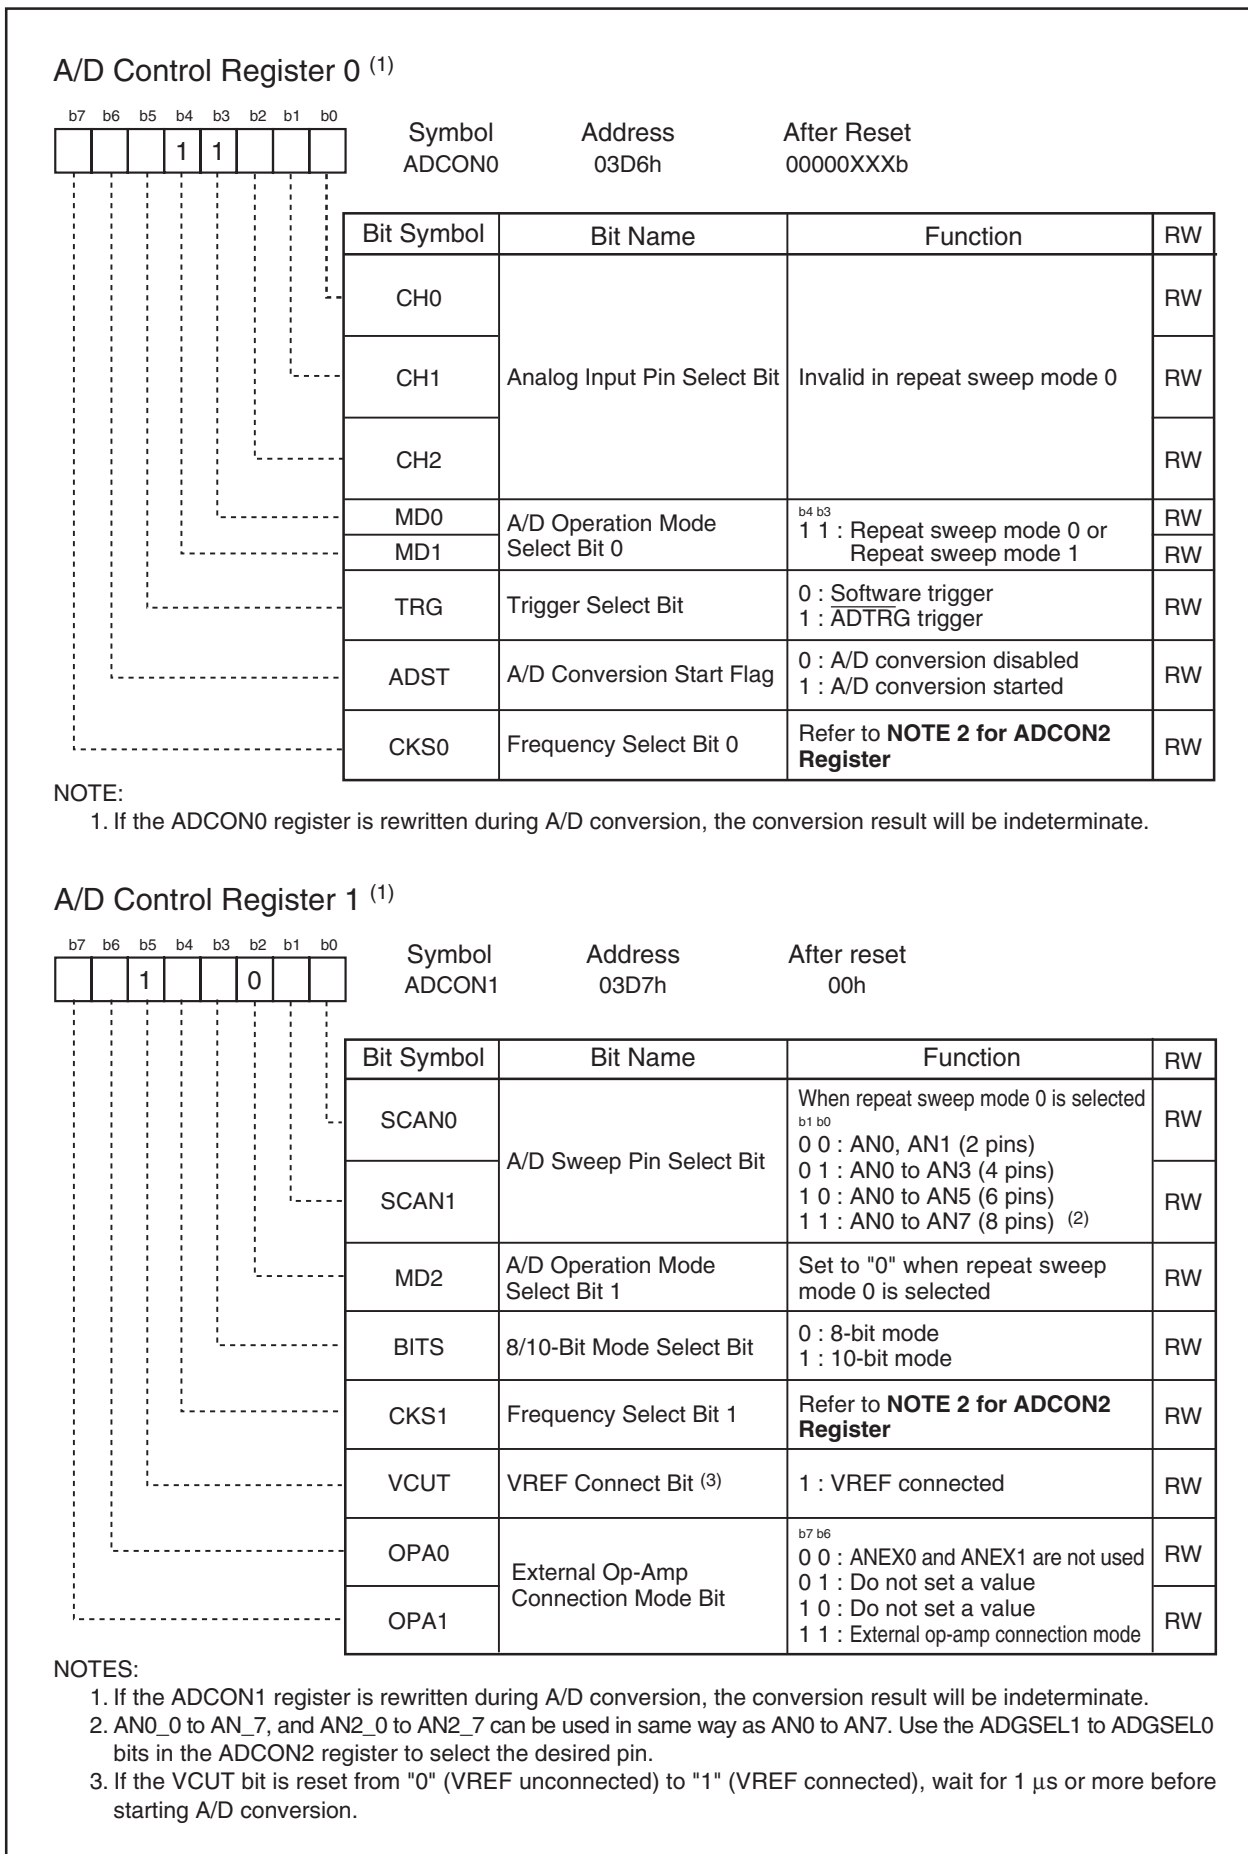 A/D Control Register 0 (1)
b7 b6 b5 b4 b3 b2 b1 b0
1 1
Symbol Address After Reset
ADCON0 03D6h 00000XXXb
Bit Symbol Bit Name Function RW
CH0 RW
CH1 Analog Input Pin Select Bit Invalid in repeat sweep mode 0 RW
CH2 RW
MD0 A/D Operation Mode b4 b3 RW
MD1 Select Bit 0 1 1 : Repeat sweep mode 0 or RW
Repeat sweep mode 1
TRG Trigger Select Bit 0 : Software trigger RW
1 : ADTRG trigger
ADST A/D Conversion Start Flag 0 : A/D conversion disabled RW
1 : A/D conversion started
CKS0 Frequency Select Bit 0 Refer to NOTE 2 for ADCON2 RW
Register
NOTE:
1. If the ADCON0 register is rewritten during A/D conversion, the conversion result will be indeterminate.
A/D Control Register 1 (1)
b7 b6 b5 b4 b3 b2 b1 b0
1 0
Symbol Address After reset
ADCON1 03D7h 00h
Bit Symbol Bit Name Function RW
When repeat sweep mode 0 is selected
SCAN0 b1 b0 RW
0 0 : AN0, AN1 (2 pins)
A/D Sweep Pin Select Bit 0 1 : AN0 to AN3 (4 pins)
SCAN1 1 0 : AN0 to AN5 (6 pins) RW
1 1 : AN0 to AN7 (8 pins) (2)
MD2 A/D Operation Mode Set to "0" when repeat sweep RW
Select Bit 1 mode 0 is selected
BITS 8/10-Bit Mode Select Bit 0 : 8-bit mode RW
1 : 10-bit mode
CKS1 Frequency Select Bit 1 Refer to NOTE 2 for ADCON2 RW
Register
VCUT VREF Connect Bit (3) 1 : VREF connected RW
b7 b6
OPA0 External Op-Amp 0 0 : ANEX0 and ANEX1 are not used RW
Connection Mode Bit 0 1 : Do not set a value
OPA1 1 0 : Do not set a value RW
1 1 : External op-amp connection mode
NOTES:
1. If the ADCON1 register is rewritten during A/D conversion, the conversion result will be indeterminate.
2. AN0_0 to AN_7, and AN2_0 to AN2_7 can be used in same way as AN0 to AN7. Use the ADGSEL1 to ADGSEL0
bits in the ADCON2 register to select the desired pin.
3. If the VCUT bit is reset from "0" (VREF unconnected) to "1" (VREF connected), wait for 1 µs or more before
starting A/D conversion.